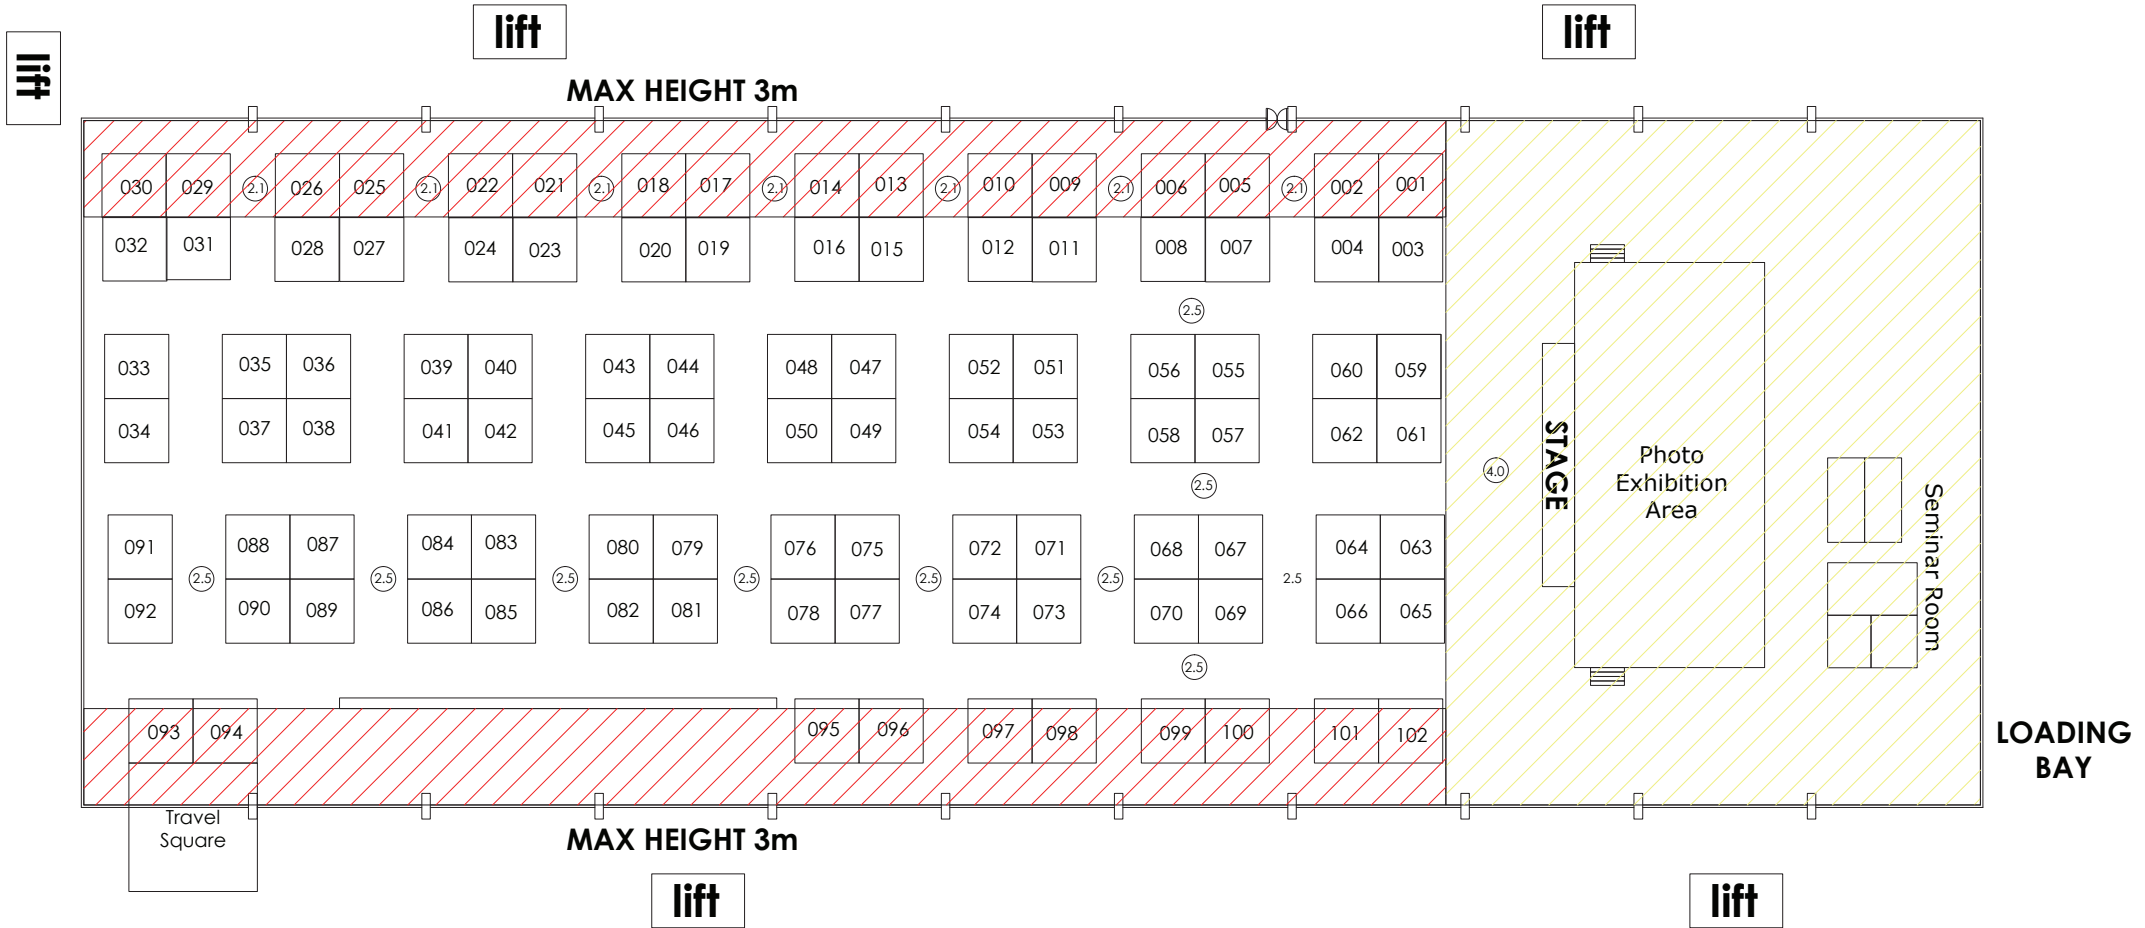 lift
lift
lift
MAX HEIGHT 3m
030 029 2.1 026 025 2.1 022 021 2.1 018 017 2.1 014 013 2.1 010 009 2.1 006 005 2.1 002 001
032 031 028 027 024 023 020 019 016 015 012 011 008 007 004 003
2.5
033 035 036 039 040 043 044 048 047 052 051 056 055 060 059
034 037 038 041 042 045 046 050 049 054 053 058 057 062 061
4.0
STAGE
Photo
Exhibition
Area
Seminar Room
2.5
091 088 087 084 083 080 079 076 075 072 071 068 067 064 063
2.5 2.5 2.5 2.5 2.5 2.5 2.5
092 090 089 086 085 082 081 078 077 074 073 070 069 066 065
2.5
093 094 095 096 097 098 099 100 101 102
LOADING
BAY
Travel
Square
MAX HEIGHT 3m
lift
lift